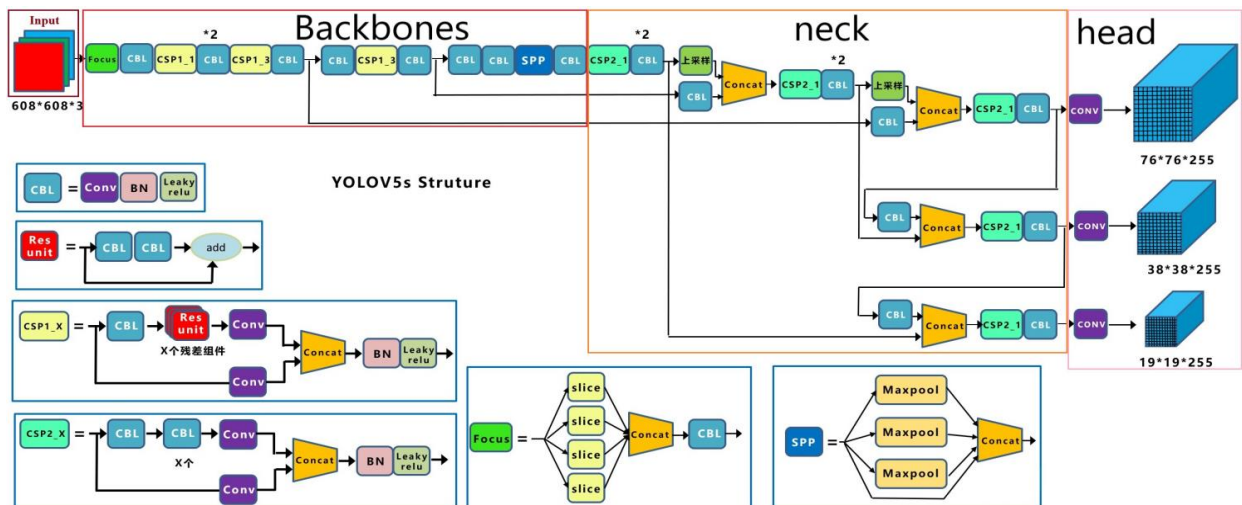 Input
Backbones
neck
head
*2
*2
*2
Focus
CBL
CSP1_1
CBL
CSP1_3
CBL
CBL
CSP1_3
CBL
CBL
CBL
SPP
CBL
CSP2_1
CBL
上采样
CBL
Concat
CSP2_1
CBL
上采样
CBL
Concat
CSP2_1
CBL
CONV
608*608*3
76*76*255
YOLOV5s Struture
CBL
=
Conv
BN
Leaky
relu
CBL
Concat
CSP2_1
CBL
CONV
38*38*255
Res
unit
=
CBL
CBL
add
CBL
Concat
CSP2_1
CBL
CONV
19*19*255
CSP1_X
=
CBL
Res
unit
Conv
X个残差组件
Concat
BN
Leaky
relu
Conv
CSP2_X
=
CBL
CBL
Conv
X个
Concat
BN
Leaky
relu
Conv
Focus
=
slice
slice
slice
slice
Concat
CBL
SPP
=
Maxpool
Maxpool
Maxpool
Concat